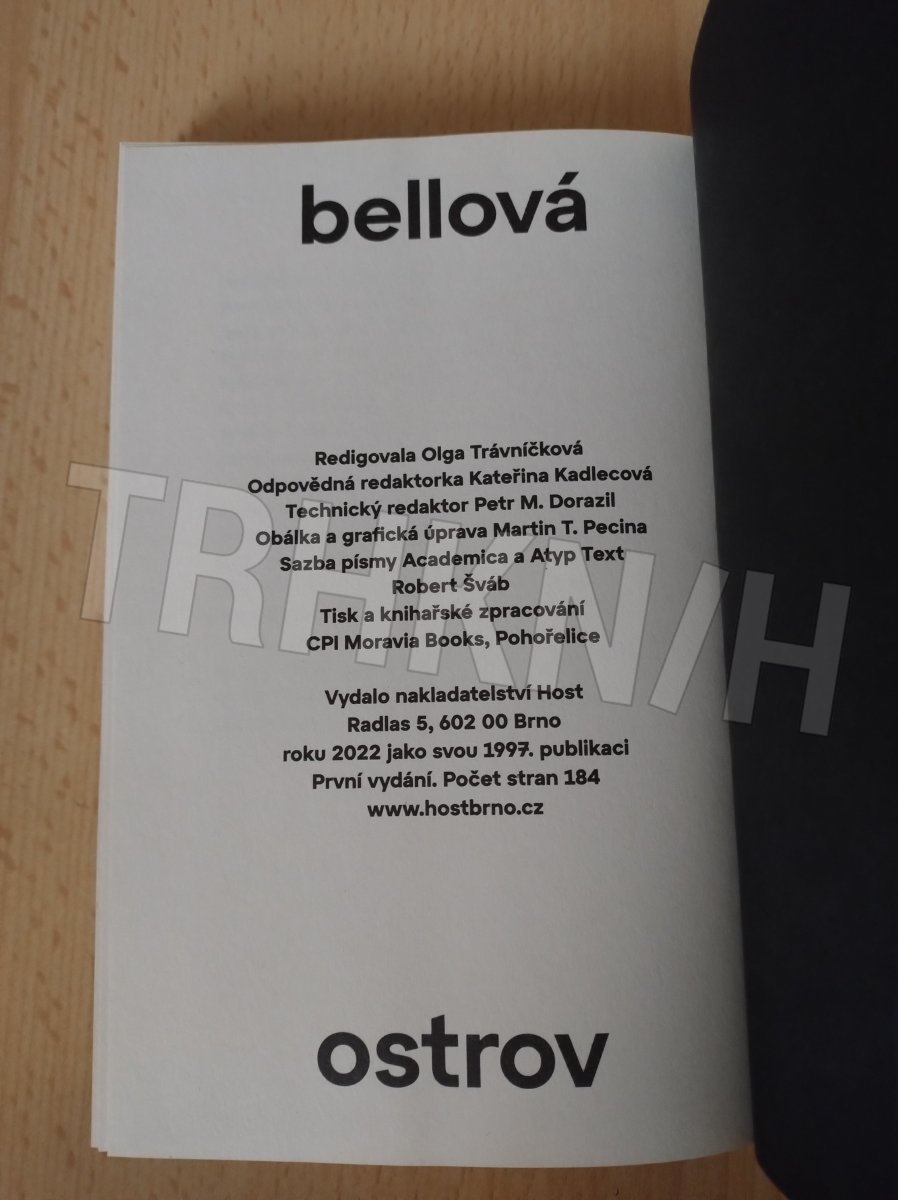 bellová
Redigovala Olga Trávníčková
Odpovědná redaktorka Kateřina Kadlecová
Technický redaktor Petr M. Dorazil
Obálka a grafická úprava Martin T. Pecina
Sazba písmy Academica a Atyp Text
Robert Šváb
Tisk a knihařské zpracování
CPI Moravia Books, Pohořelice
Vydalo nakladatelství Host
Radlas 5, 602 00 Brno
roku 2022 jako svou 1997. publikaci
První vydání. Počet stran 184
www.hostbrno.cz
ostrov
TRHKNIH